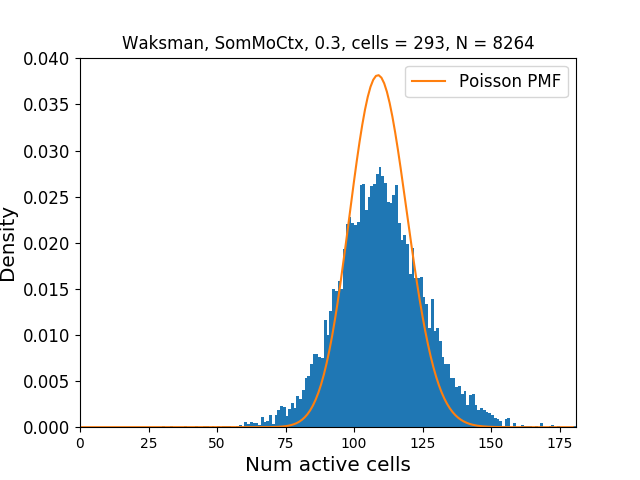 Waksman, SomMoCtx, 0.3, cells = 293, N = 8264
Poisson PMF
0.040
0.035
0.030
0.025
0.020
0.015
0.010
0.005
0.000
Density
0 25 50 75 100 125 150 175
Num active cells